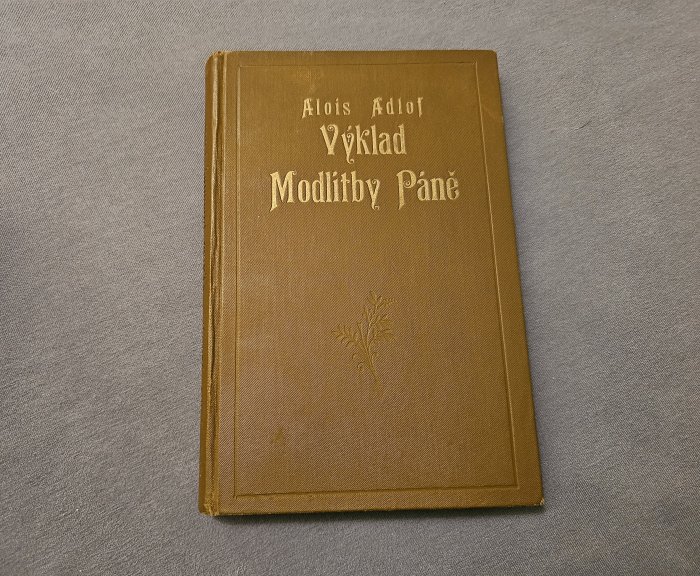 Alois Adlof
Výklad
Modlitby Páně